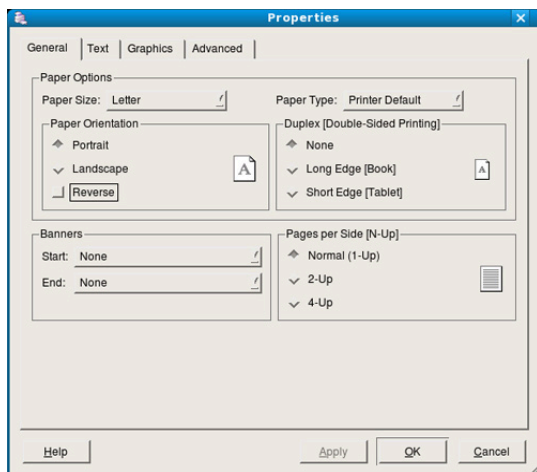 Properties
General Text Graphics Advanced
Paper Options
Paper Size: Letter
Paper Type: Printer Default
Paper Orientation
Portrait
Landscape
Reverse
A
Duplex [Double-Sided Printing]
None
Long Edge [Book]
Short Edge [Tablet]
A
Banners
Start: None
End: None
Pages per Side [N-Up]
Normal (1-Up)
2-Up
4-Up
Help Apply OK Cancel